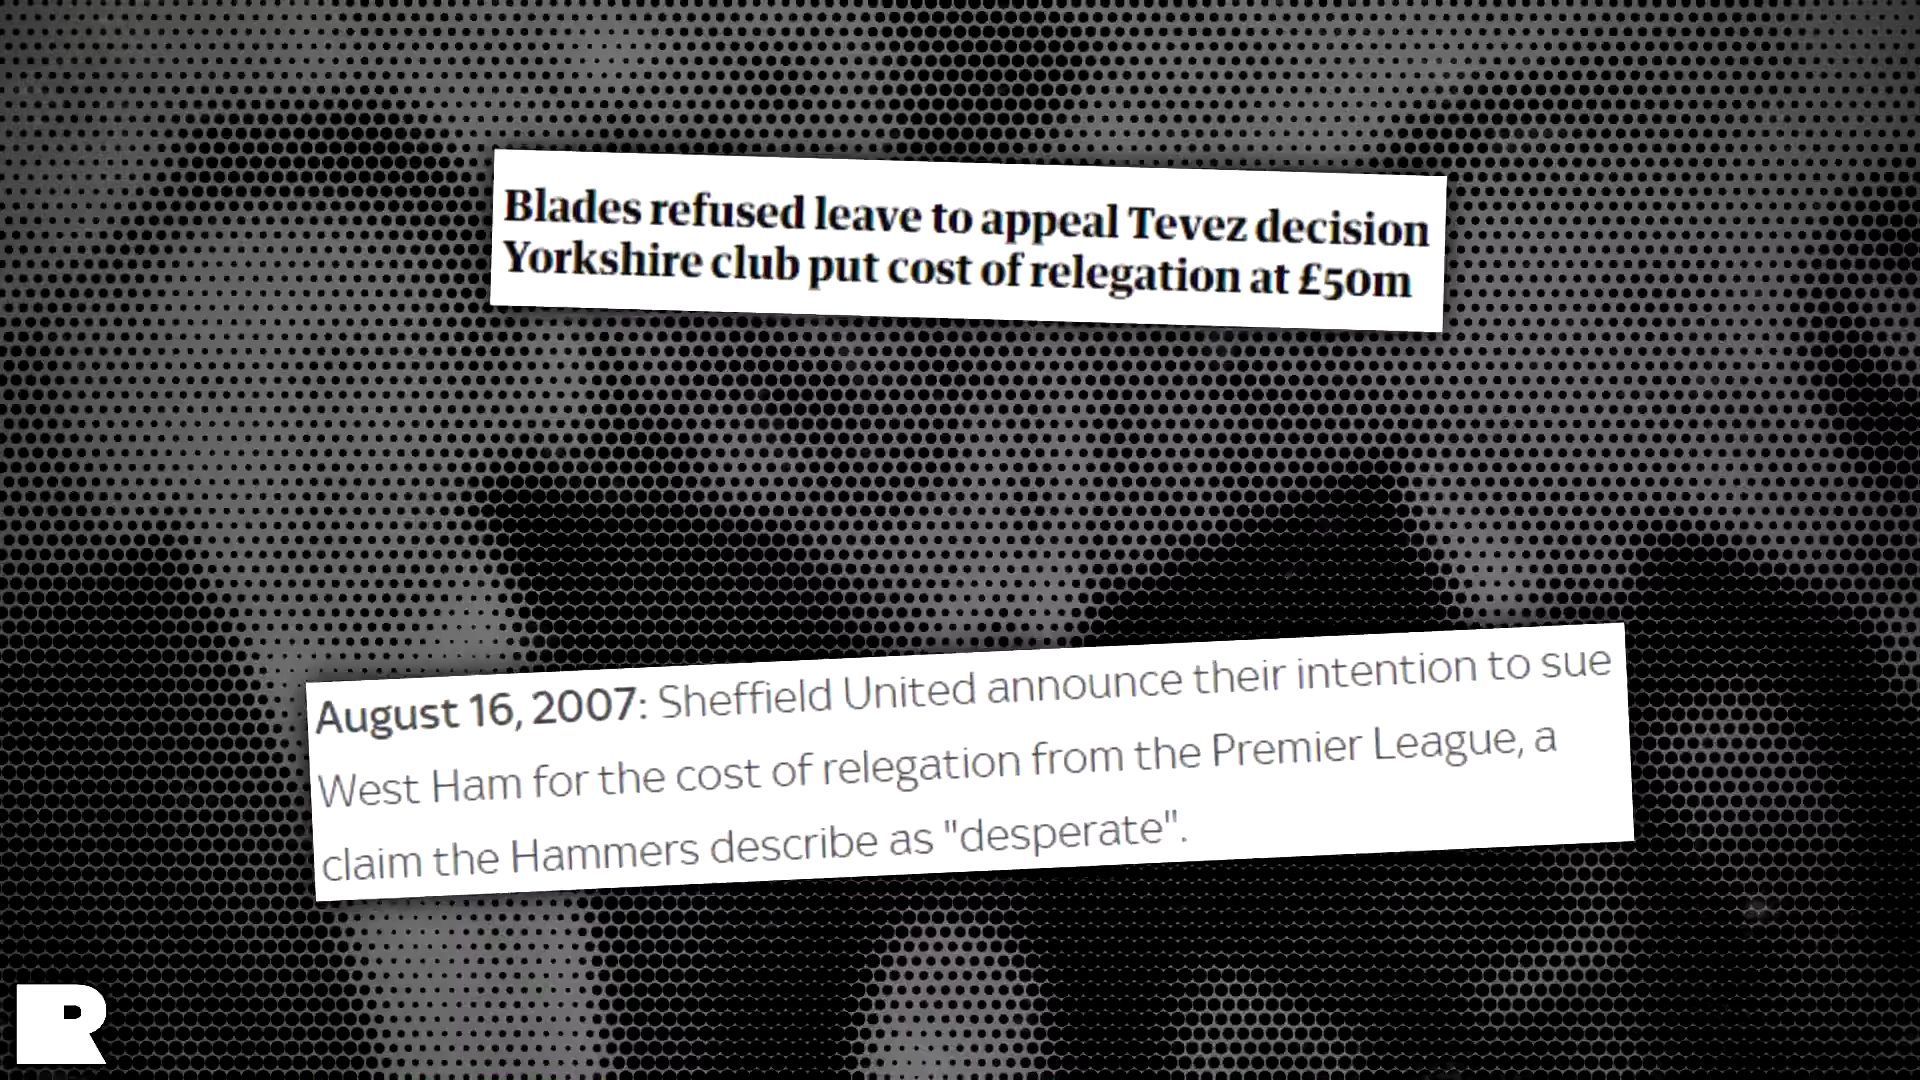 Blades refused leave to appeal Tevez decision
Yorkshire club put cost of relegation at £50m
August 16, 2007: Sheffield United announce their intention to sue
West Ham for the cost of relegation from the Premier League, a
claim the Hammers describe as "desperate".
R